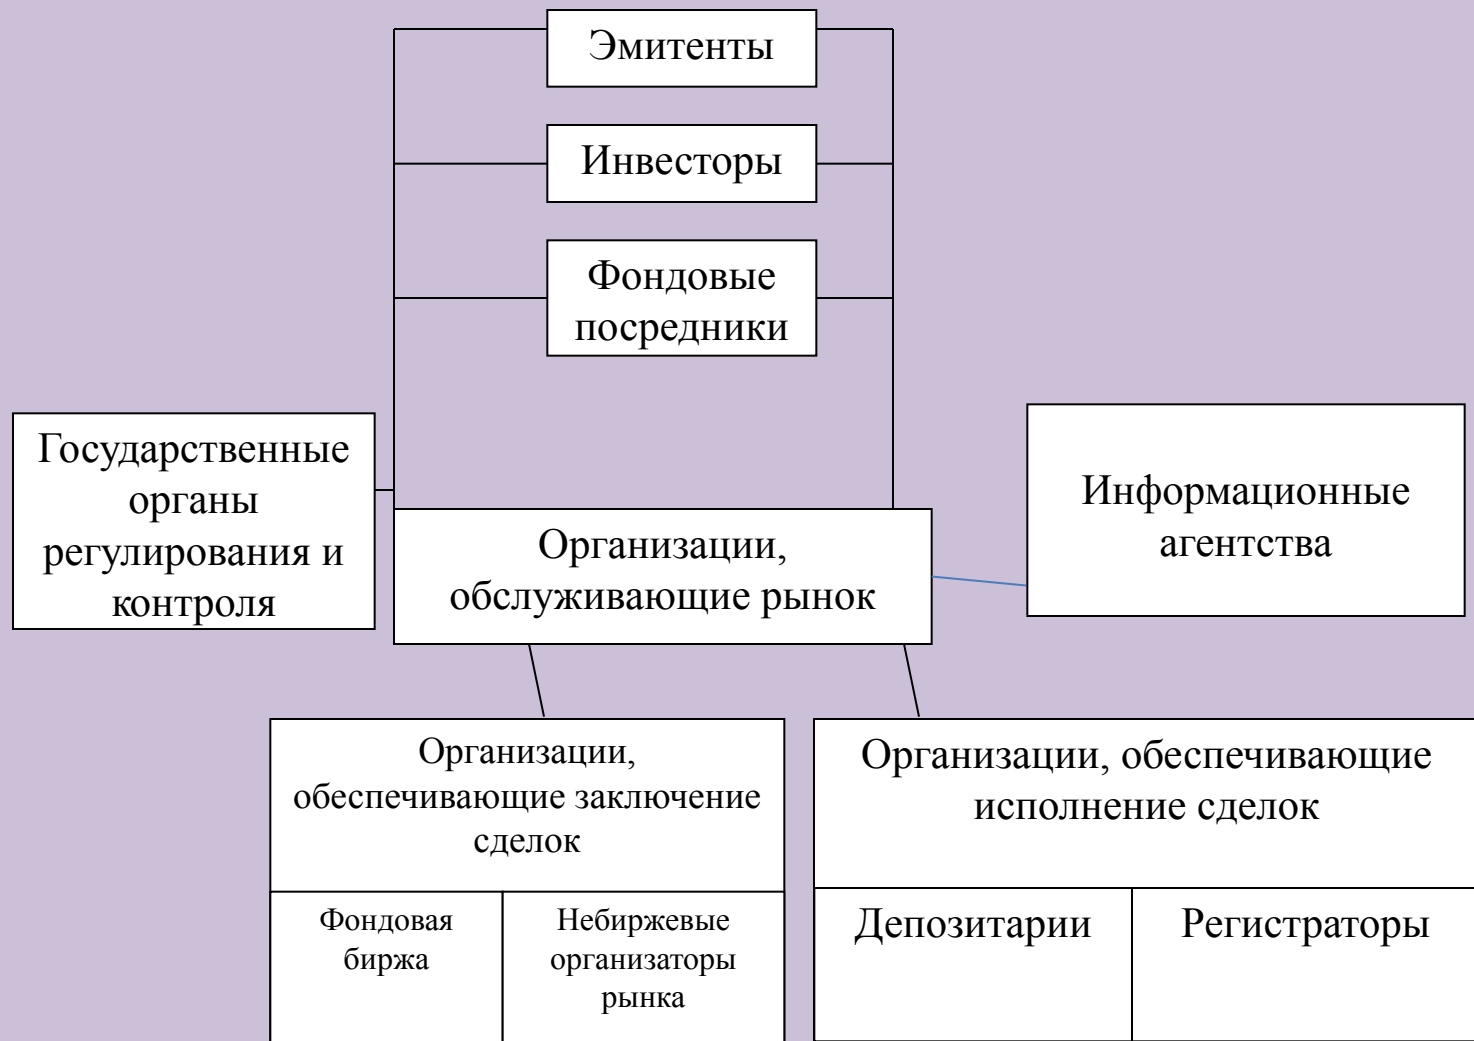 Эмитенты
Инвесторы
Фондовые
посредники
Государственные
органы
регулирования и
контроля
Организации,
обслуживающие рынок
Информационные
агентства
Организации,
обеспечивающие заключение
сделок
Фондовая
биржа
Небиржевые
организаторы
рынка
Организации, обеспечивающие
исполнение сделок
Депозитарии
Регистраторы